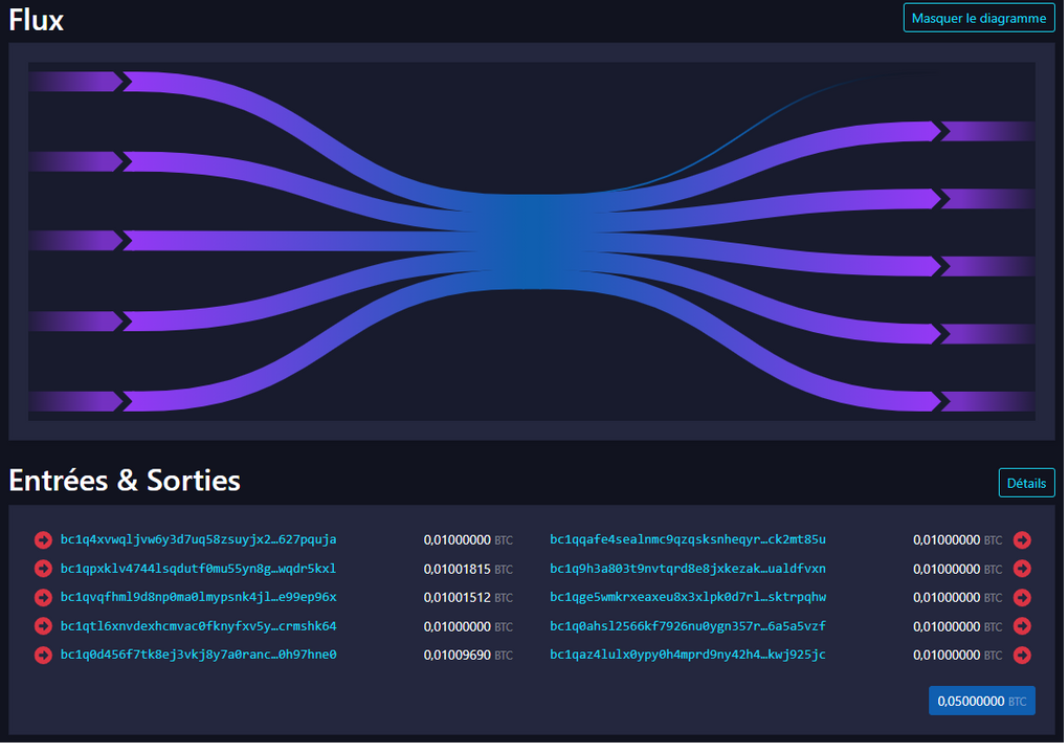 Flux
Masquer le diagramme
Entrées & Sorties
Détails
bc1q4xvwqljvw6y3d7uq58zsuyjx2…627pquja 0,01000000 BTC bc1qqafe4sealnmc9qzqsksnheqyr…ck2mt85u 0,01000000 BTC
bc1qpxklv4744lsqdutf0mu55yn8g…wqdr5kxl 0,01001815 BTC bc1q9h3a803t9nvtqrd8e8jxkezak…ualdfvxn 0,01000000 BTC
bc1qvqfhml9d8np0ma0lmypsnk4jl…e99ep96x 0,01001512 BTC bc1qge5wmkrxeaxeu8x3xlpk0d7rl…sktrpqhw 0,01000000 BTC
bc1qtl6xnvdexhcmvac0fknyfxv5y…crmshk64 0,01000000 BTC bc1q0ahsl2566kf7926nu0ygn357r…6a5a5vzf 0,01000000 BTC
bc1q0d456f7tk8ej3vkj8y7a0ranc…0h97hne0 0,01009690 BTC bc1qaz4lulx0ypy0h4mprd9ny42h4…kwj925jc 0,01000000 BTC
0,05000000 BTC